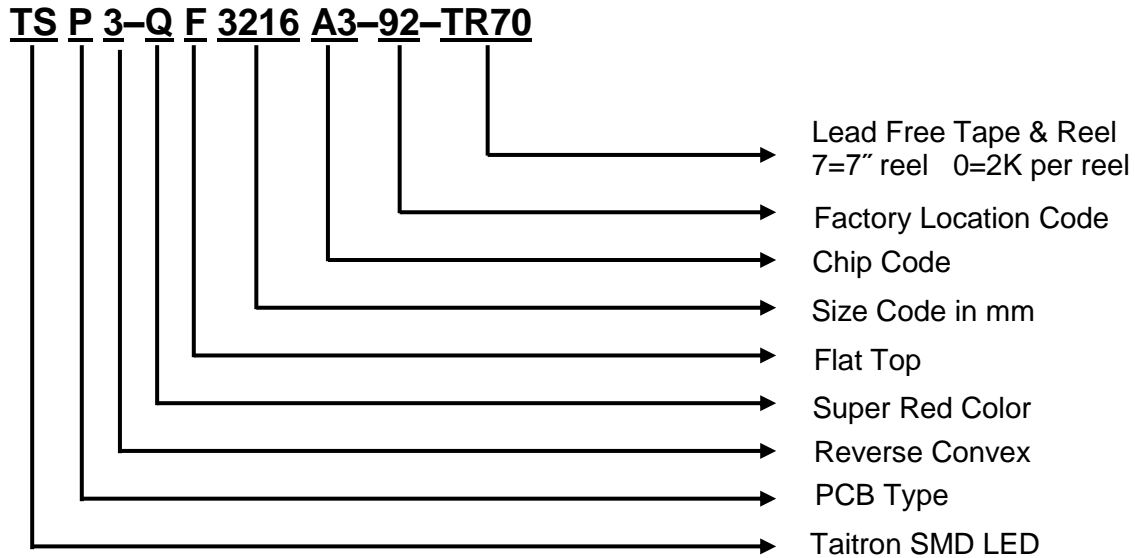 TS P 3–Q F 3216 A3–92–TR70
Lead Free Tape & Reel
7=7˝ reel 0=2K per reel
Factory Location Code
Chip Code
Size Code in mm
Flat Top
Super Red Color
Reverse Convex
PCB Type
Taitron SMD LED